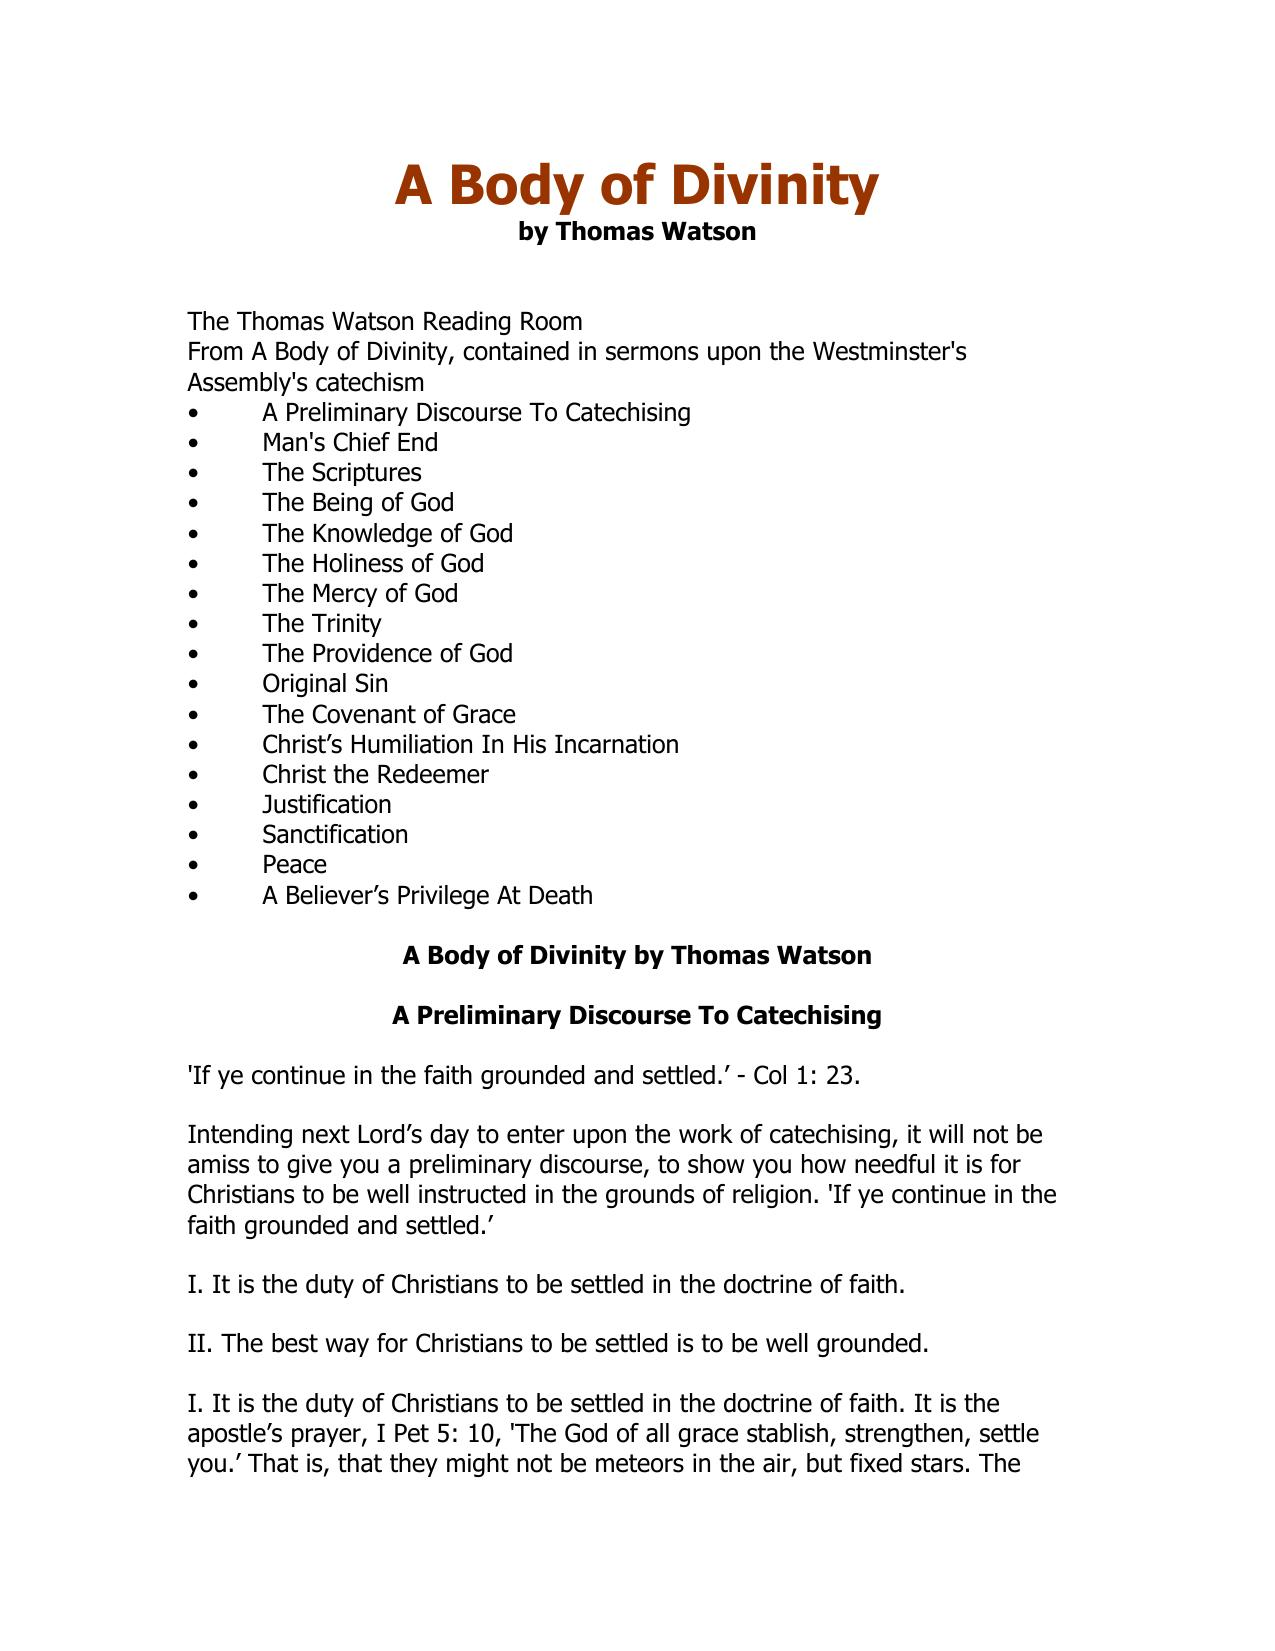 A Body of Divinity
by Thomas Watson
The Thomas Watson Reading Room
From A Body of Divinity, contained in sermons upon the Westminster's
Assembly's catechism
• A Preliminary Discourse To Catechising
• Man's Chief End
• The Scriptures
• The Being of God
• The Knowledge of God
• The Holiness of God
• The Mercy of God
• The Trinity
• The Providence of God
• Original Sin
• The Covenant of Grace
• Christ’s Humiliation In His Incarnation
• Christ the Redeemer
• Justification
• Sanctification
• Peace
• A Believer’s Privilege At Death
A Body of Divinity by Thomas Watson
A Preliminary Discourse To Catechising
'If ye continue in the faith grounded and settled.’ - Col 1: 23.
Intending next Lord’s day to enter upon the work of catechising, it will not be
amiss to give you a preliminary discourse, to show you how needful it is for
Christians to be well instructed in the grounds of religion. 'If ye continue in the
faith grounded and settled.’
I. It is the duty of Christians to be settled in the doctrine of faith.
II. The best way for Christians to be settled is to be well grounded.
I. It is the duty of Christians to be settled in the doctrine of faith. It is the
apostle’s prayer, I Pet 5: 10, 'The God of all grace stablish, strengthen, settle
you.’ That is, that they might not be meteors in the air, but fixed stars. The